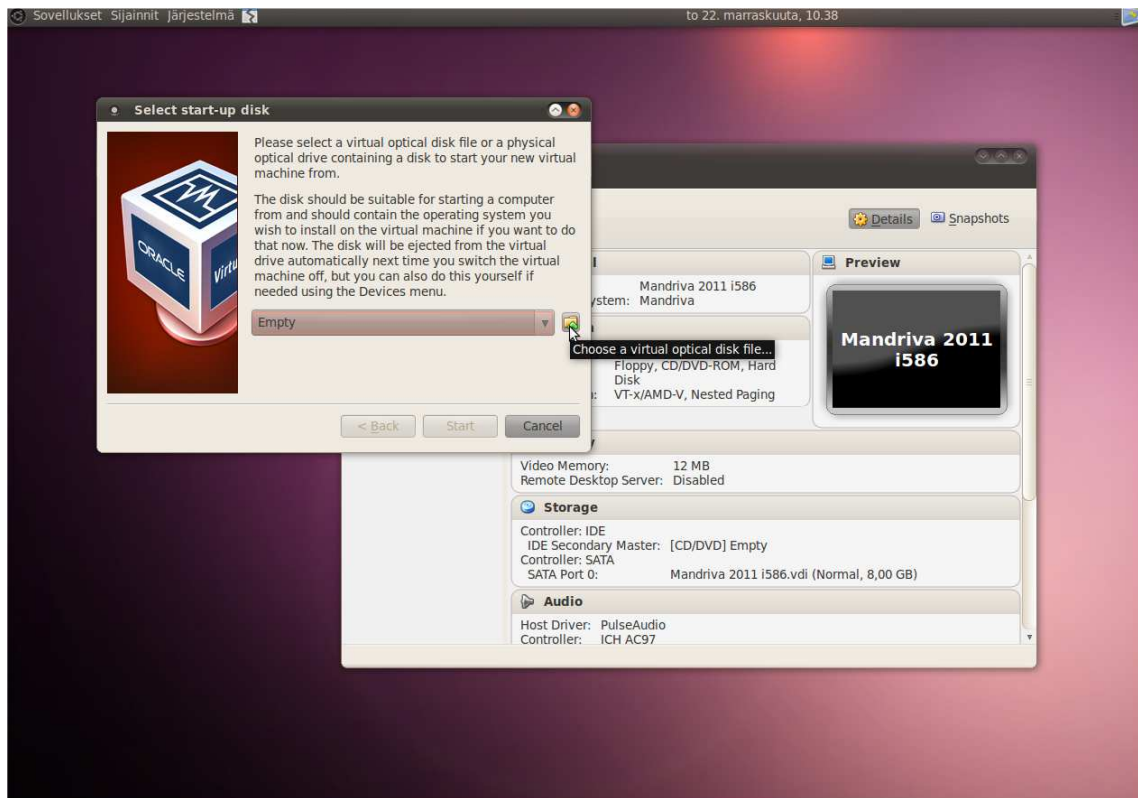 Sovellukset Sijainnit Järjestelmä
to 22. marraskuuta, 10.38
Select start-up disk
Please select a virtual optical disk file or a physical
optical drive containing a disk to start your new virtual
machine from.
The disk should be suitable for starting a computer
from and should contain the operating system you
wish to install on the virtual machine if you want to do
that now. The disk will be ejected from the virtual
drive automatically next time you switch the virtual
machine off, but you can also do this yourself if
needed using the Devices menu.
ORACLE
Empty
Choose a virtual optical disk file...
< Back Start Cancel
Details Snapshots
Mandriva 2011 i586
Mandriva
Floppy, CD/DVD-ROM, Hard
Disk
VT-x/AMD-V, Nested Paging
Preview
Mandriva 2011
i586
Video Memory: 12 MB
Remote Desktop Server: Disabled
Storage
Controller: IDE
IDE Secondary Master: [CD/DVD] Empty
Controller: SATA
SATA Port 0: Mandriva 2011 i586.vdi (Normal, 8,00 GB)
Audio
Host Driver: PulseAudio
Controller: ICH AC97